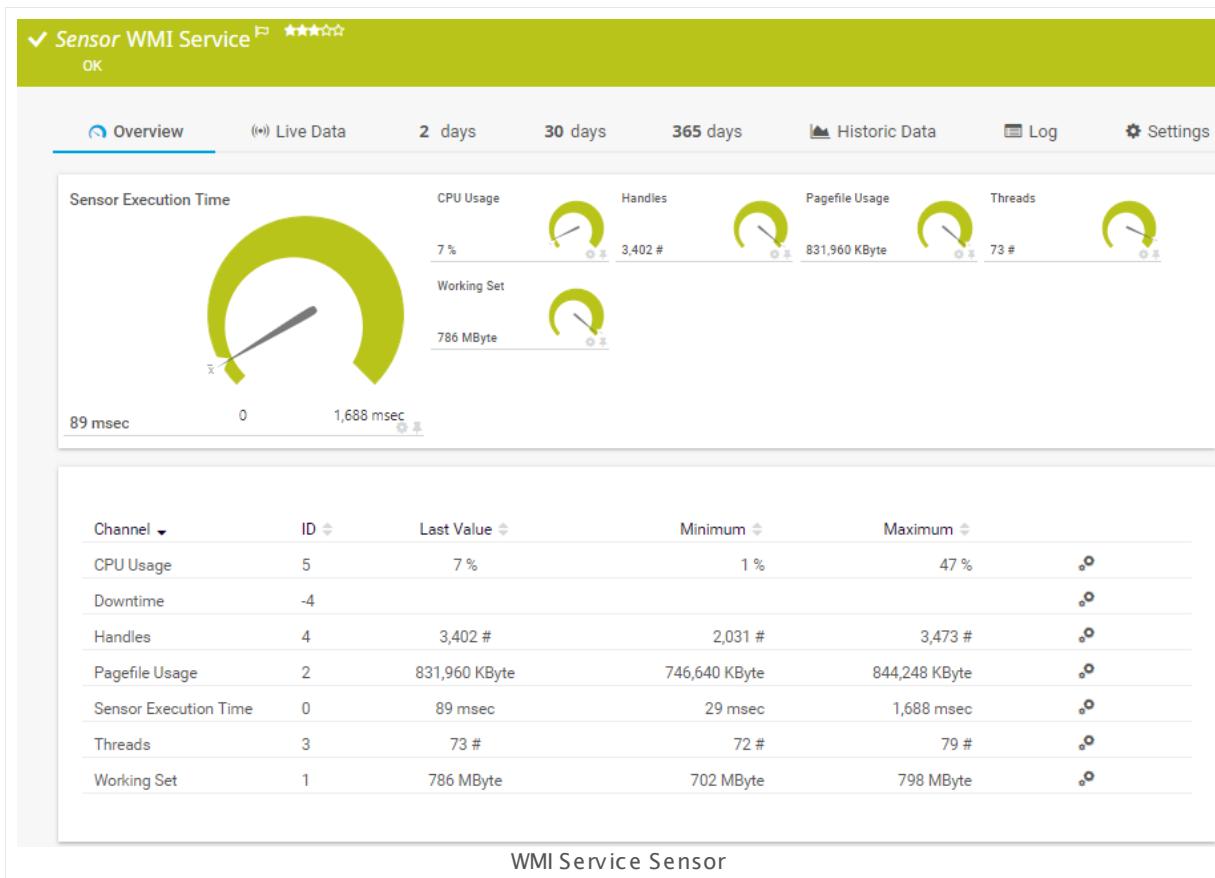 Sensor WMI Service
OK
Overview Live Data 2 days 30 days 365 days Historic Data Log Settings
Sensor Execution Time
x̄
0 1,688 msec
89 msec
CPU Usage
7 %
Handles
3,402 #
Pagefile Usage
831,960 KByte
Threads
73 #
Working Set
786 MByte
Channel ID Last Value Minimum Maximum
CPU Usage 5 7 % 1 % 47 %
Downtime -4
Handles 4 3,402 # 2,031 # 3,473 #
Pagefile Usage 2 831,960 KByte 746,640 KByte 844,248 KByte
Sensor Execution Time 0 89 msec 29 msec 1,688 msec
Threads 3 73 # 72 # 79 #
Working Set 1 786 MByte 702 MByte 798 MByte
WMI Service Sensor